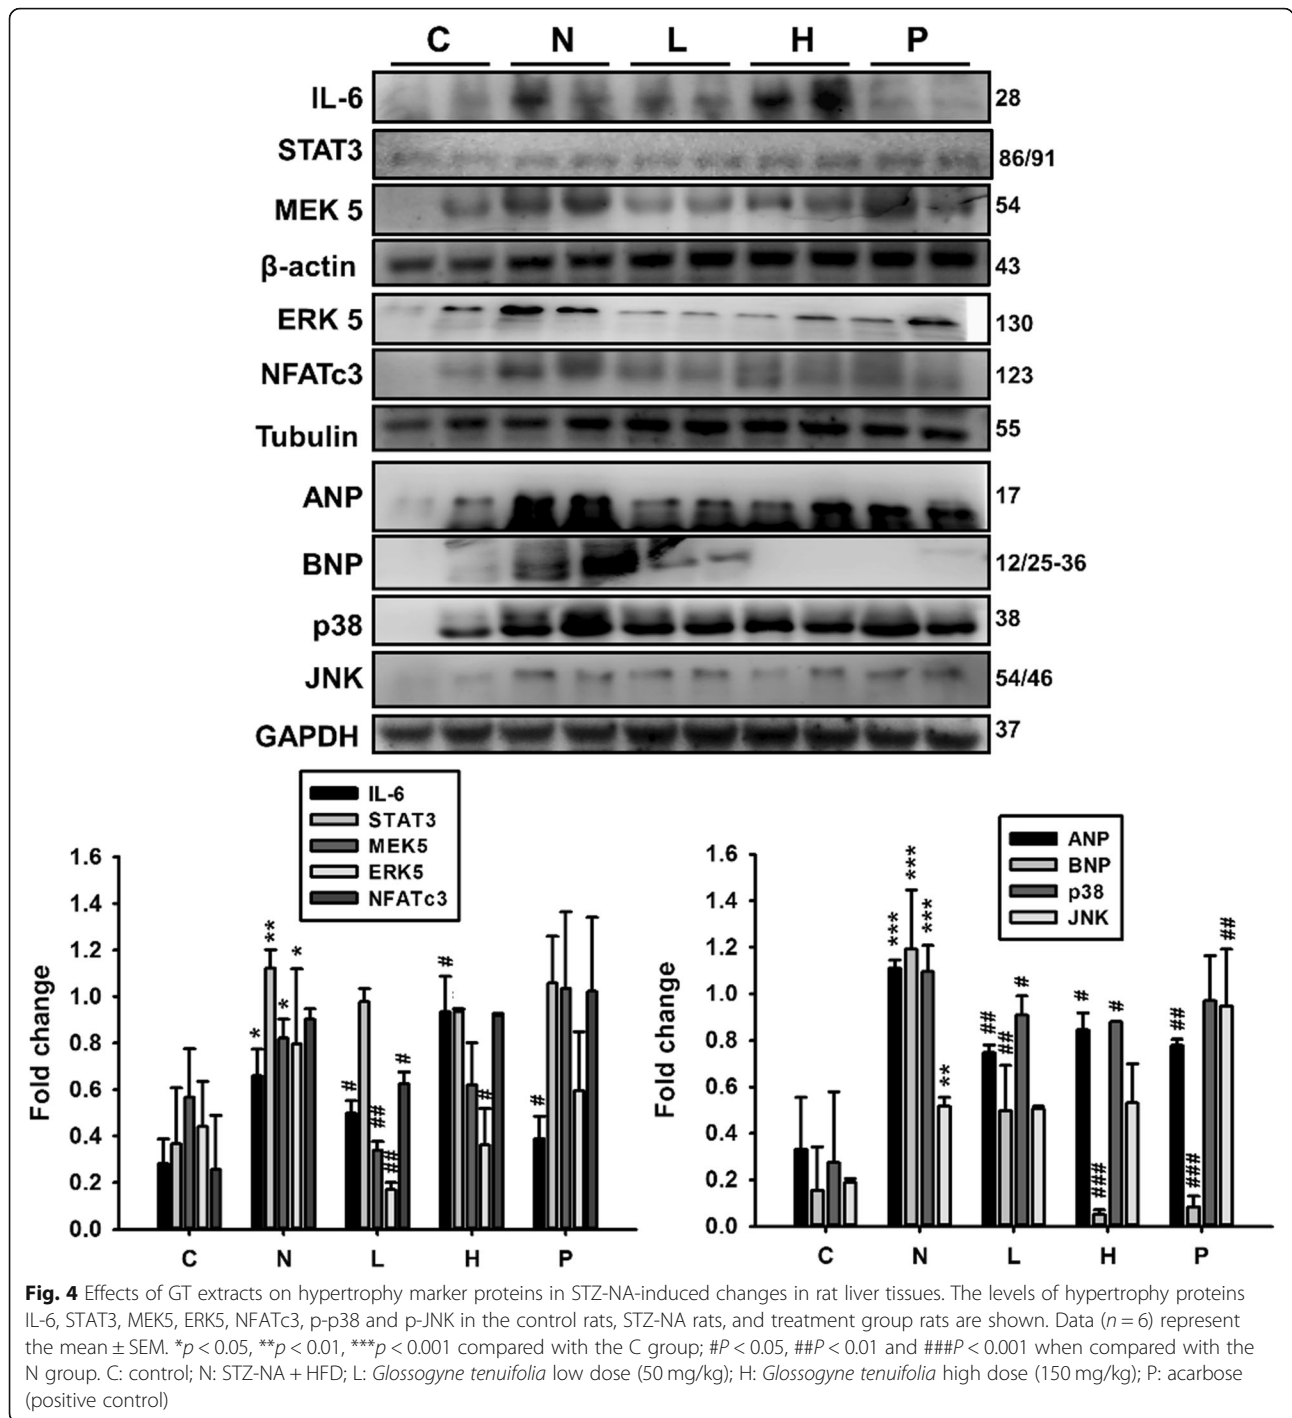 C N L H P
IL-6 28
STAT3 86/91
MEK 5 54
β-actin 43
ERK 5 130
NFATc3 123
Tubulin 55
ANP 17
BNP 12/25-36
p38 38
JNK 54/46
GAPDH 37
IL-6
STAT3
MEK5
ERK5
NFATc3
Fold change
1.6
1.4
1.2
1.0
0.8
0.6
0.4
0.2
0.0
* ** * *
# ## ## #
# #
#
C N L H P
ANP
BNP
p38
JNK
Fold change
1.6
1.4
1.2
1.0
0.8
0.6
0.4
0.2
0.0
*** *** *** **
## ## #
# ### #
## ### ##
C N L H P
Fig. 4 Effects of GT extracts on hypertrophy marker proteins in STZ-NA-induced changes in rat liver tissues. The levels of hypertrophy proteins
IL-6, STAT3, MEK5, ERK5, NFATc3, p-p38 and p-JNK in the control rats, STZ-NA rats, and treatment group rats are shown. Data (n = 6) represent
the mean ± SEM. *p < 0.05, **p < 0.01, ***p < 0.001 compared with the C group; #P < 0.05, ##P < 0.01 and ###P < 0.001 when compared with the
N group. C: control; N: STZ-NA + HFD; L: Glossogyne tenuifolia low dose (50 mg/kg); H: Glossogyne tenuifolia high dose (150 mg/kg); P: acarbose
(positive control)